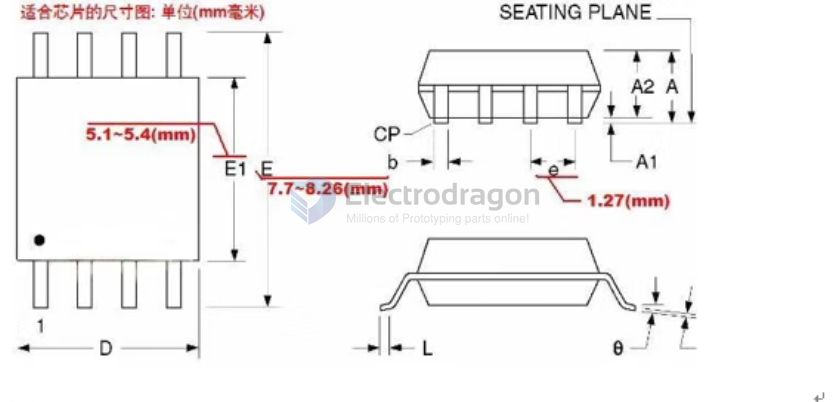 适合芯片的尺寸图: 单位(mm毫米)
SEATING PLANE
A2
A
5.1~5.4(mm)
CP
E1
E
b
e
A1
7.7~8.26(mm)
1.27(mm)
Electrodragon
Millions of Prototyping parts online!
1
D
L
θ